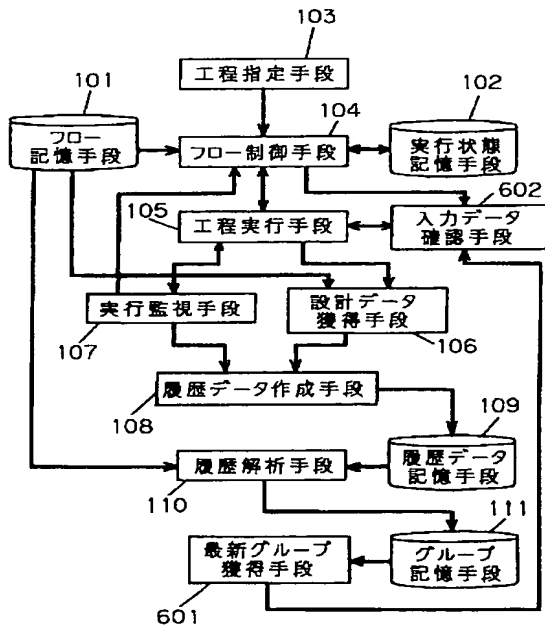 103
工程指定手段
101
フロー
記憶手段
104
フロー制御手段
102
実行状態
記憶手段
105
工程実行手段
602
入力データ
確認手段
実行監視手段
107
設計データ
獲得手段
106
履歴データ作成手段
108
109
履歴データ
記憶手段
履歴解析手段
110
111
グループ
記憶手段
最新グループ
獲得手段
601